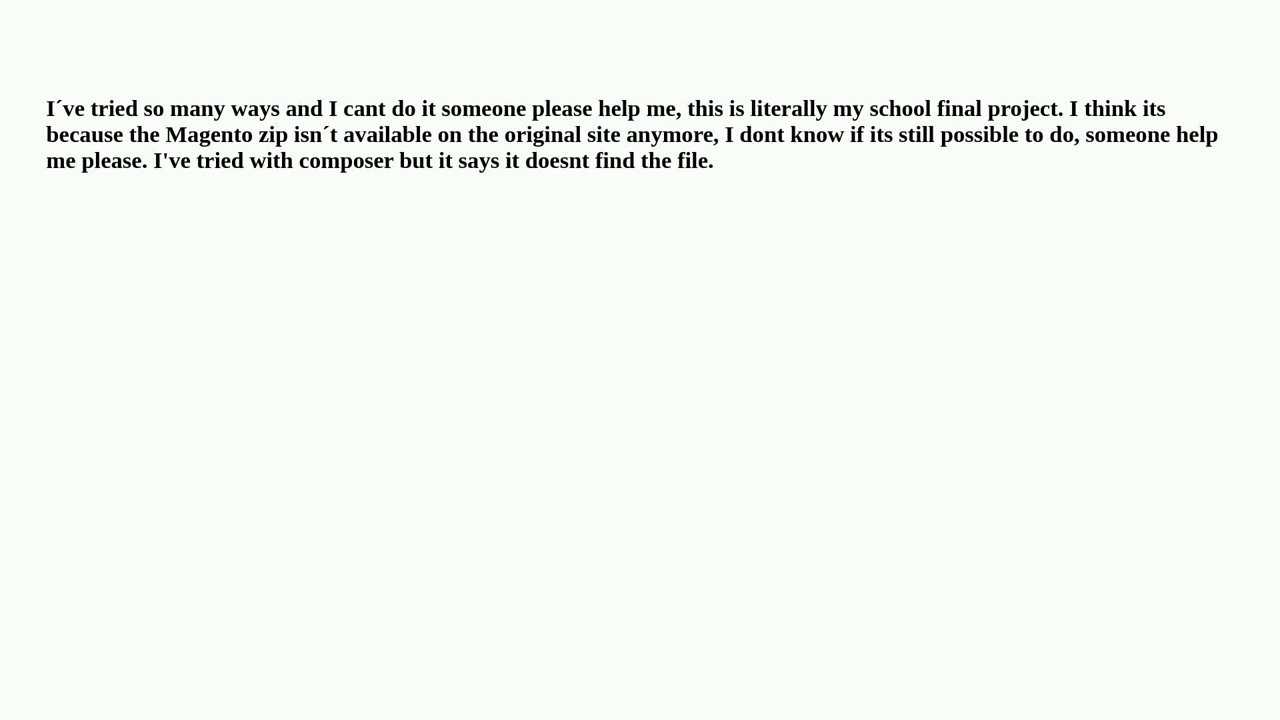 I´ve tried so many ways and I cant do it someone please help me, this is literally my school final project. I think its
because the Magento zip isn´t available on the original site anymore, I dont know if its still possible to do, someone help
me please. I've tried with composer but it says it doesnt find the file.